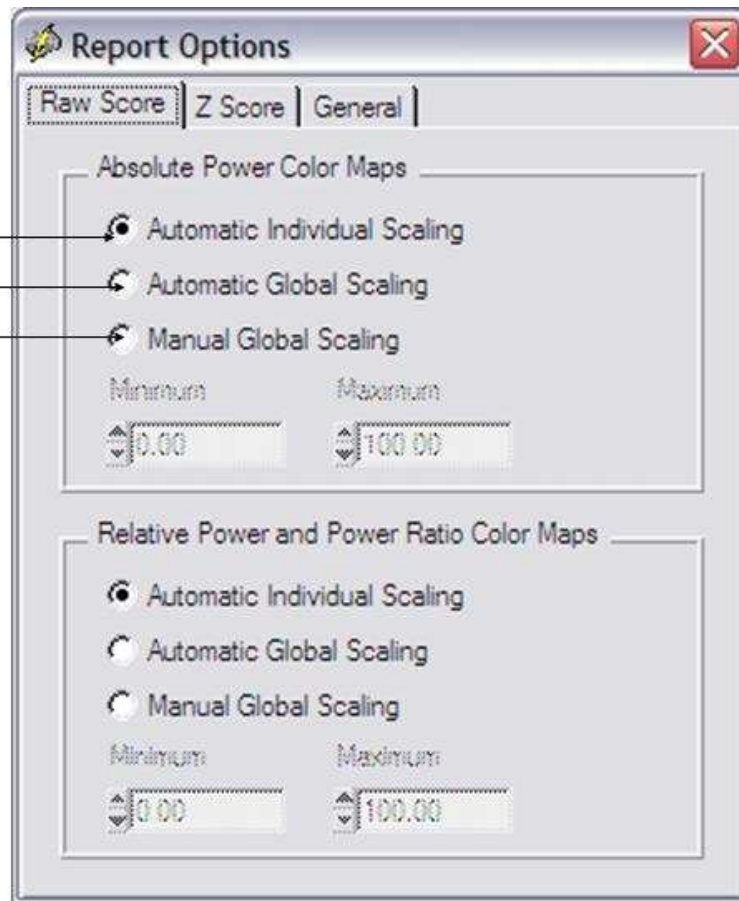 Report Options
Raw Score Z Score General
Absolute Power Color Maps
Automatic Individual Scaling
Automatic Global Scaling
Manual Global Scaling
Minimum Maximum
0.00 100.00
Relative Power and Power Ratio Color Maps
Automatic Individual Scaling
Automatic Global Scaling
Manual Global Scaling
Minimum Maximum
0.00 100.00